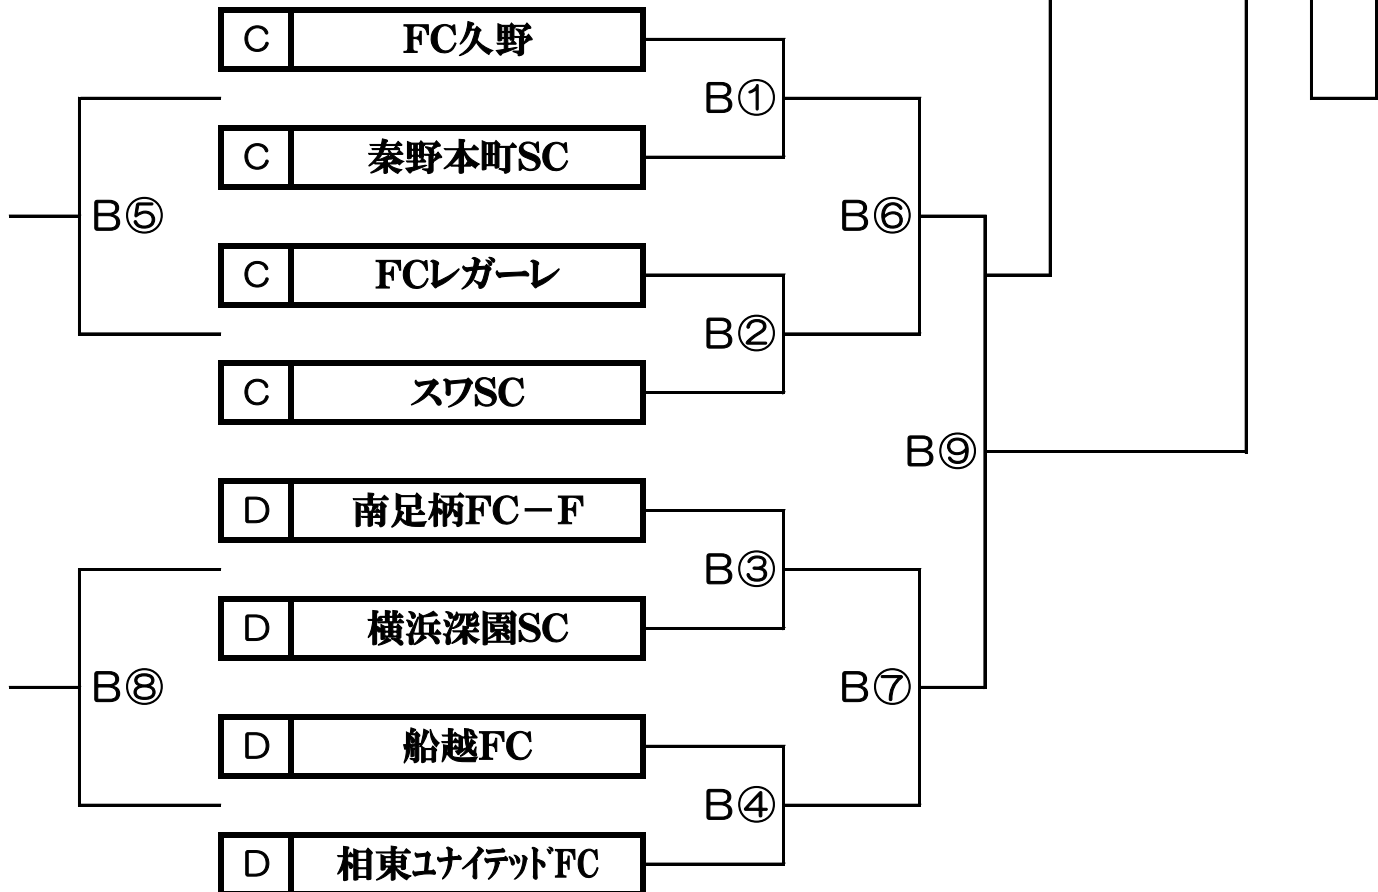 C FC久野
B①
C 秦野本町SC
B⑤
B⑥
C FCレガーレ
B②
C スワSC
B⑨
D 南足柄FC－F
B③
D 横浜深園SC
B⑧
B⑦
D 船越FC
B④
D 相東ユナイテッドFC